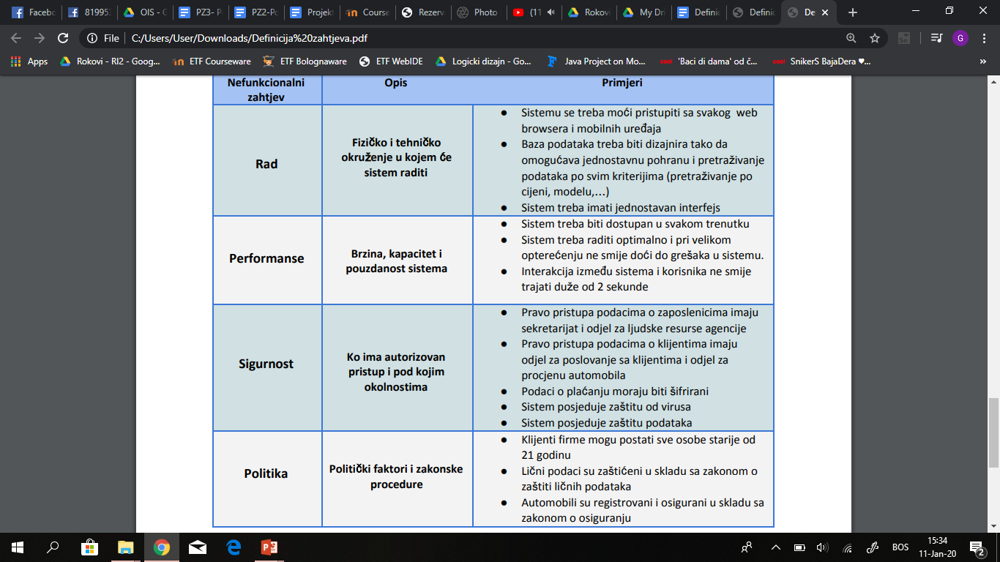 Faceb
81995
OIS - G
PZ3- P
PZ2-Po
Projekt
Course
Rezerv
Photo
(11
Rokovi
My Dri
Definic
Definic
De
File
C:/Users/User/Downloads/Definicija%20zahtjeva.pdf
G
Apps
Rokovi - RI2 - Goog...
ETF Courseware
ETF Bolognaware
ETF WebIDE
Logicki dizajn - Go...
Java Project on Mo...
'Baci di dama' od č...
SnikerS BajaDera ♥...
»
Nefunkcionalni
zahtjev
Opis
Primjeri
Rad
Fizičko i tehničko
okruženje u kojem će
sistem raditi
● Sistemu se treba moći pristupiti sa svakog web
browsera i mobilnih uređaja
● Baza podataka treba biti dizajnira tako da
omogućava jednostavnu pohranu i pretraživanje
podataka po svim kriterijima (pretraživanje po
cijeni, modelu,...)
● Sistem treba imati jednostavan interfejs
Performanse
Brzina, kapacitet i
pouzdanost sistema
● Sistem treba biti dostupan u svakom trenutku
● Sistem treba raditi optimalno i pri velikom
opterećenju ne smije doći do grešaka u sistemu.
● Interakcija između sistema i korisnika ne smije
trajati duže od 2 sekunde
Sigurnost
Ko ima autorizovan
pristup i pod kojim
okolnostima
● Pravo pristupa podacima o zaposlenicima imaju
sekretarijat i odjel za ljudske resurse agencije
● Pravo pristupa podacima o klijentima imaju
odjel za poslovanje sa klijentima i odjel za
procjenu automobila
● Podaci o plaćanju moraju biti šifrirani
● Sistem posjeduje zaštitu od virusa
● Sistem posjeduje zaštitu podataka
Politika
Politički faktori i zakonske
procedure
● Klijenti firme mogu postati sve osobe starije od
21 godinu
● Lični podaci su zaštićeni u skladu sa zakonom o
zaštiti ličnih podataka
● Automobili su registrovani i osigurani u skladu sa
zakonom o osiguranju
BOS
15:34
11-Jan-20
2